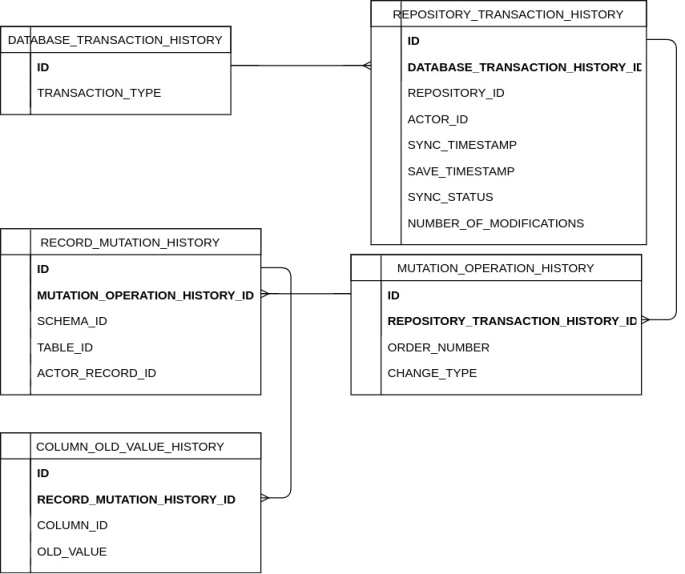 DATABASE_TRANSACTION_HISTORY
ID
TRANSACTION_TYPE
REPOSITORY_TRANSACTION_HISTORY
ID
DATABASE_TRANSACTION_HISTORY_ID
REPOSITORY_ID
ACTOR_ID
SYNC_TIMESTAMP
SAVE_TIMESTAMP
SYNC_STATUS
NUMBER_OF_MODIFICATIONS
RECORD_MUTATION_HISTORY
ID
MUTATION_OPERATION_HISTORY_ID
SCHEMA_ID
TABLE_ID
ACTOR_RECORD_ID
MUTATION_OPERATION_HISTORY
ID
REPOSITORY_TRANSACTION_HISTORY_ID
ORDER_NUMBER
CHANGE_TYPE
COLUMN_OLD_VALUE_HISTORY
ID
RECORD_MUTATION_HISTORY_ID
COLUMN_ID
OLD_VALUE